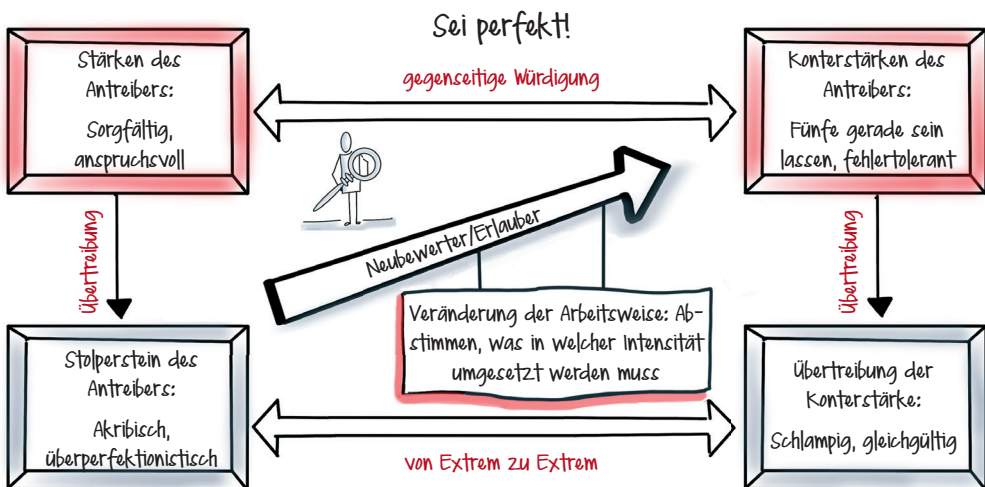 Sei perfekt!
Stärken des
Antreibers:
Sorgfältig,
anspruchsvoll
gegenseitige Würdigung
Konterstärken des
Antreibers:
Fünfe gerade sein
lassen, fehlertolerant
Übertreibung
Neubewerter/Erlauber
Übertreibung
Veränderung der Arbeitsweise: Ab-
stimmen, was in welcher Intensität
umgesetzt werden muss
Stolperstein des
Antreibers:
Akribisch,
überperfektionistisch
von Extrem zu Extrem
Übertreibung der
Konterstärke:
Schlampig, gleichgültig